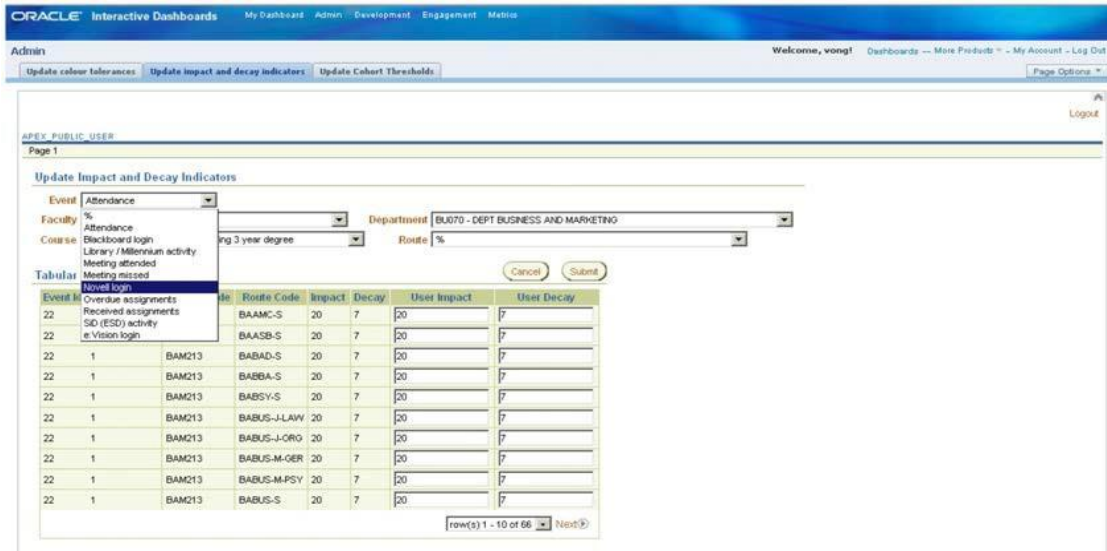 ORACLE Interactive Dashboards My Dashboard Admin Development Engagement Metrics
Admin Welcome, vong! Dashboards - More Products - My Account - Log Out
Update colour tolerances Update impact and decay indicators Update Cohort Thresholds Page Options
Logout
APEX_PUBLIC_USER
Page 1
Update Impact and Decay Indicators
Event Attendance
Faculty Department BU070 - DEPT BUSINESS AND MARKETING
Course ing 3 year degree Route %
%
Attendance
Blackboard login
Library / Millennium activity
Meeting attended
Meeting missed
Novell login
Overdue assignments
Received assignments
SiD (ESD) activity
e:Vision login
Tabular Cancel Submit
Event Id de Route Code Impact Decay User Impact User Decay
22 BAAMC-S 20 7 20 7
22 BAASB-S 20 7 20 7
22 1 BAM213 BABAD-S 20 7 20 7
22 1 BAM213 BABBA-S 20 7 20 7
22 1 BAM213 BABSY-S 20 7 20 7
22 1 BAM213 BABUS-J-LAW 20 7 20 7
22 1 BAM213 BABUS-J-ORG 20 7 20 7
22 1 BAM213 BABUS-M-GER 20 7 20 7
22 1 BAM213 BABUS-M-PSY 20 7 20 7
22 1 BAM213 BABUS-S 20 7 20 7
row(s) 1 - 10 of 66 Next